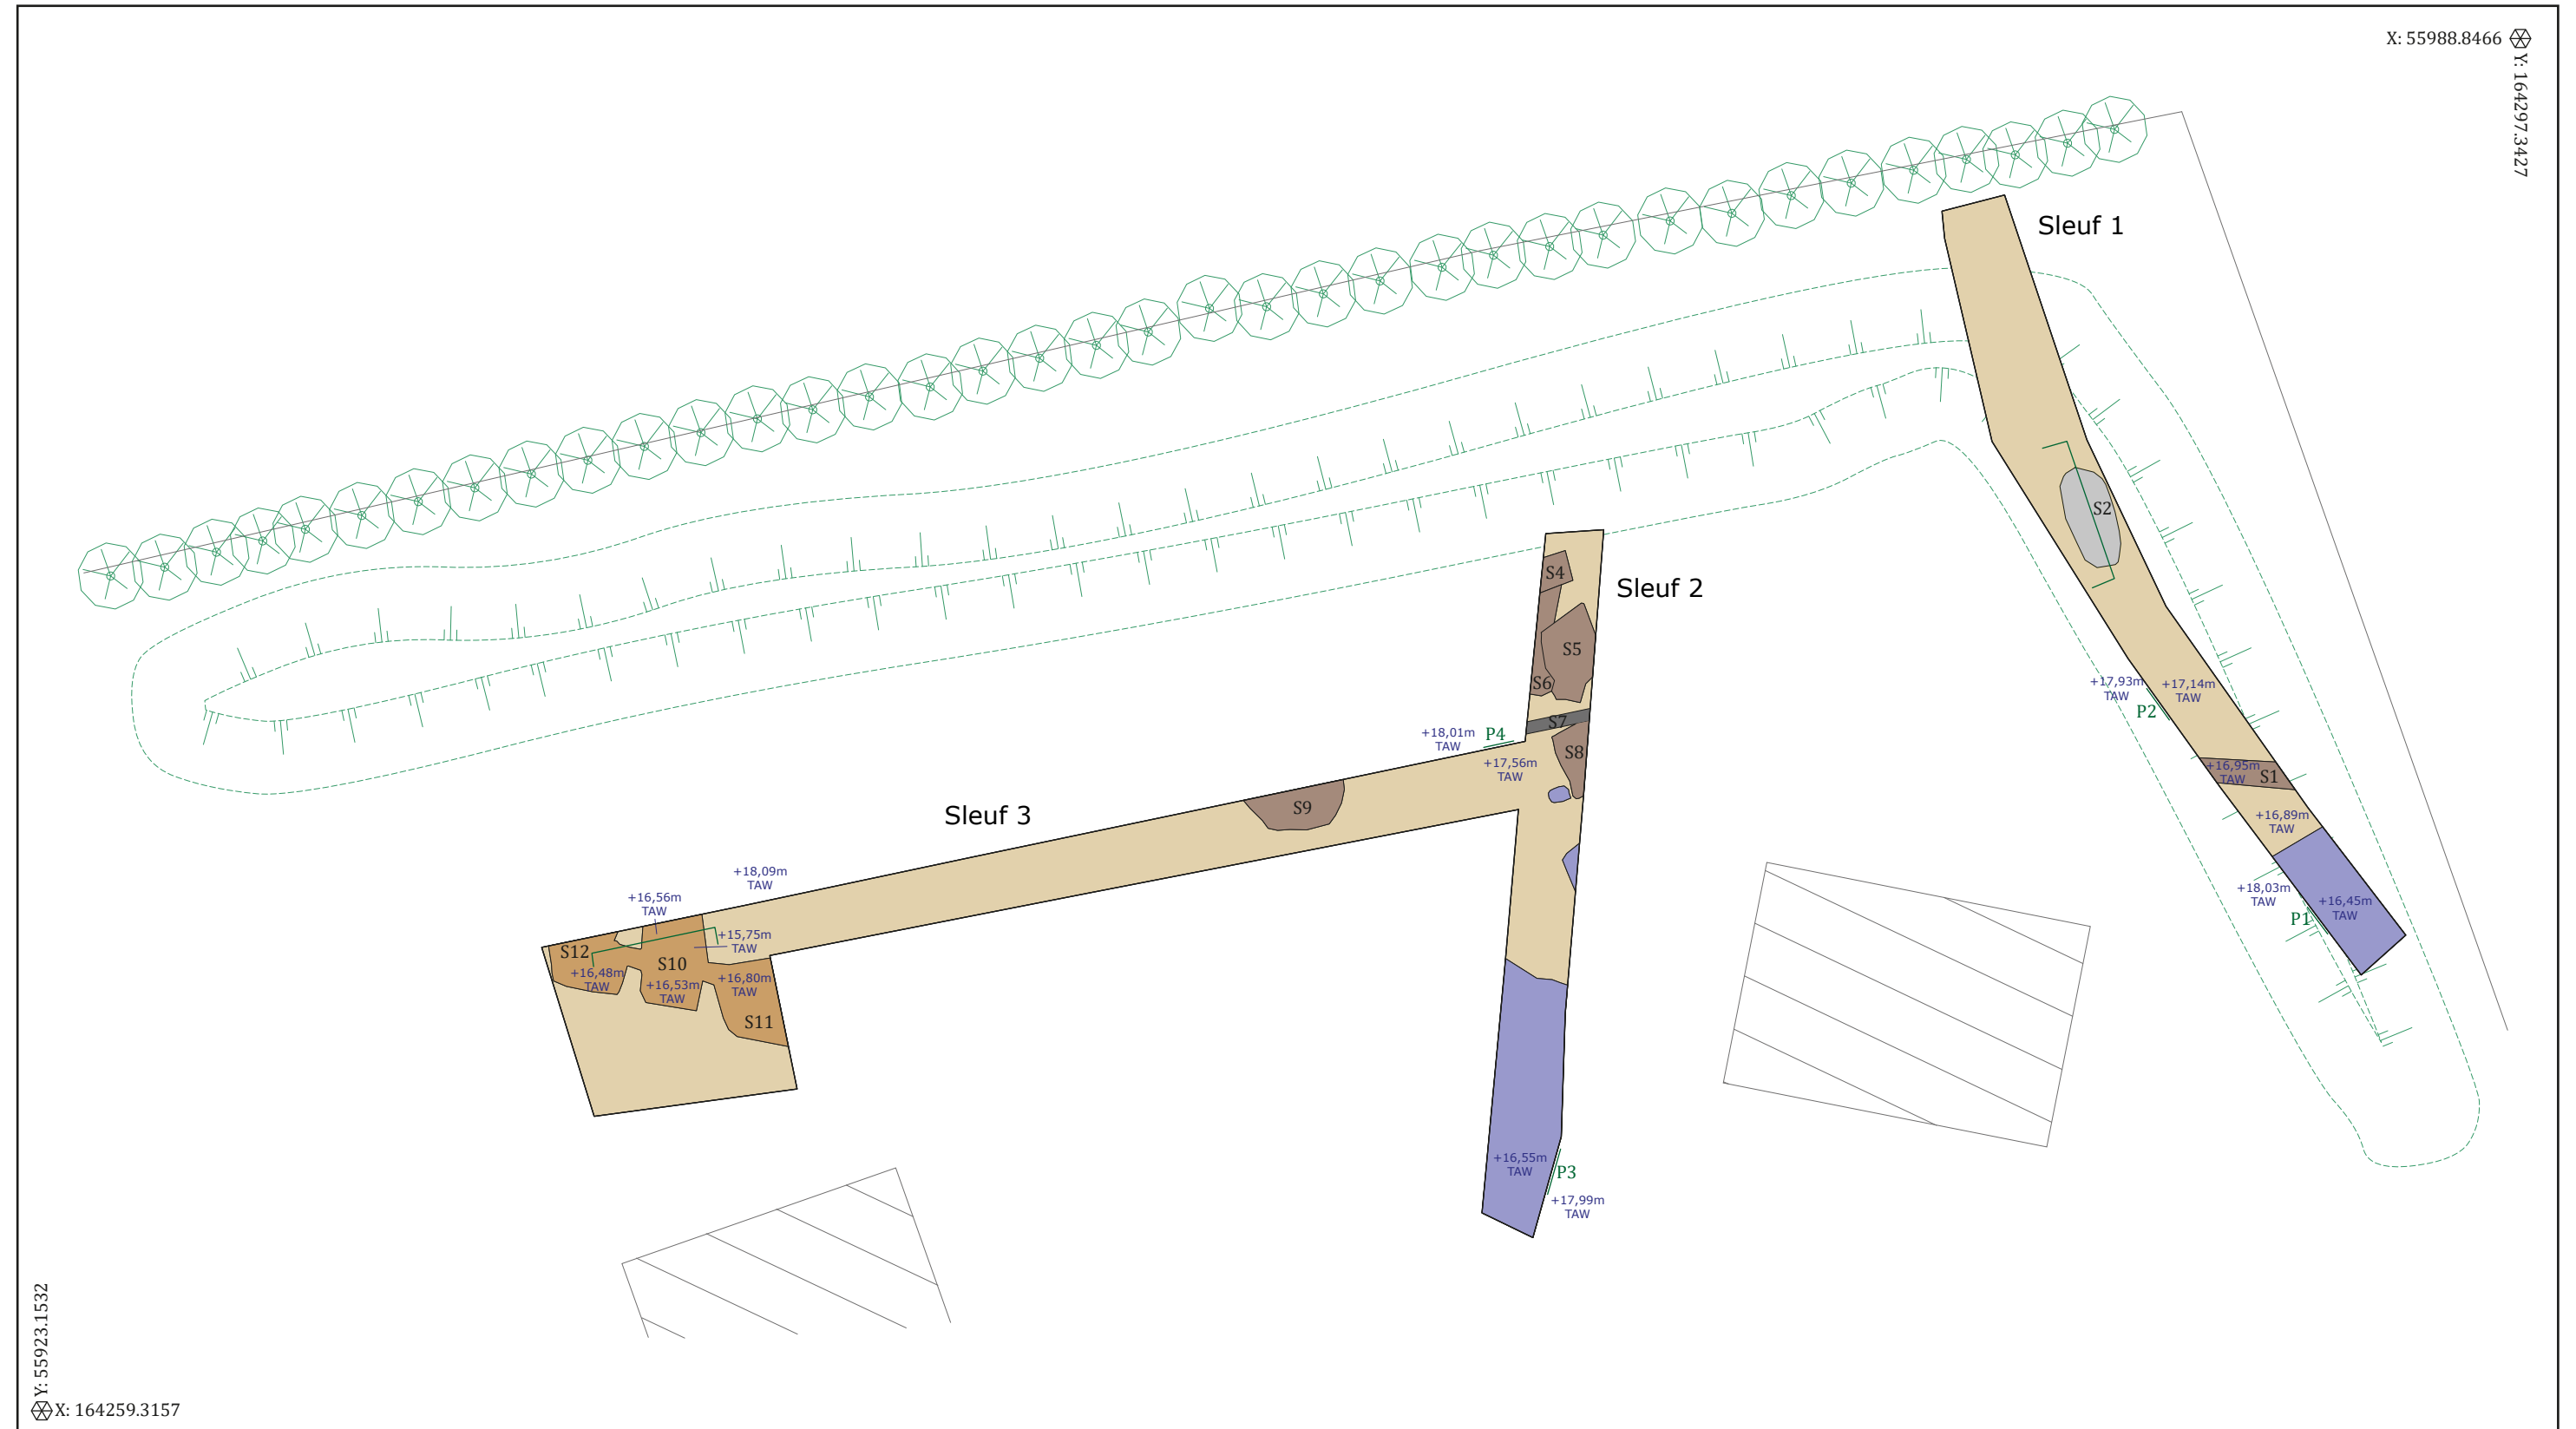 X: 55988.8466
Y: 164297.3427
Sleuf 1
S2
S4
Sleuf 2
S5
S6
+17,93m
TAW
+17,14m
TAW
P2
S7
+18,01m
TAW
P4
S8
+17,56m
TAW
+16,95m
TAW
S1
S9
Sleuf 3
+16,89m
TAW
+18,09m
TAW
+16,56m
TAW
+18,03m
TAW
+16,45m
TAW
P1
+15,75m
TAW
S12
S10
+16,48m
TAW
+16,53m
TAW
+16,80m
TAW
S11
+16,55m
TAW
P3
+17,99m
TAW
Y: 55923.1532
X: 164259.3157